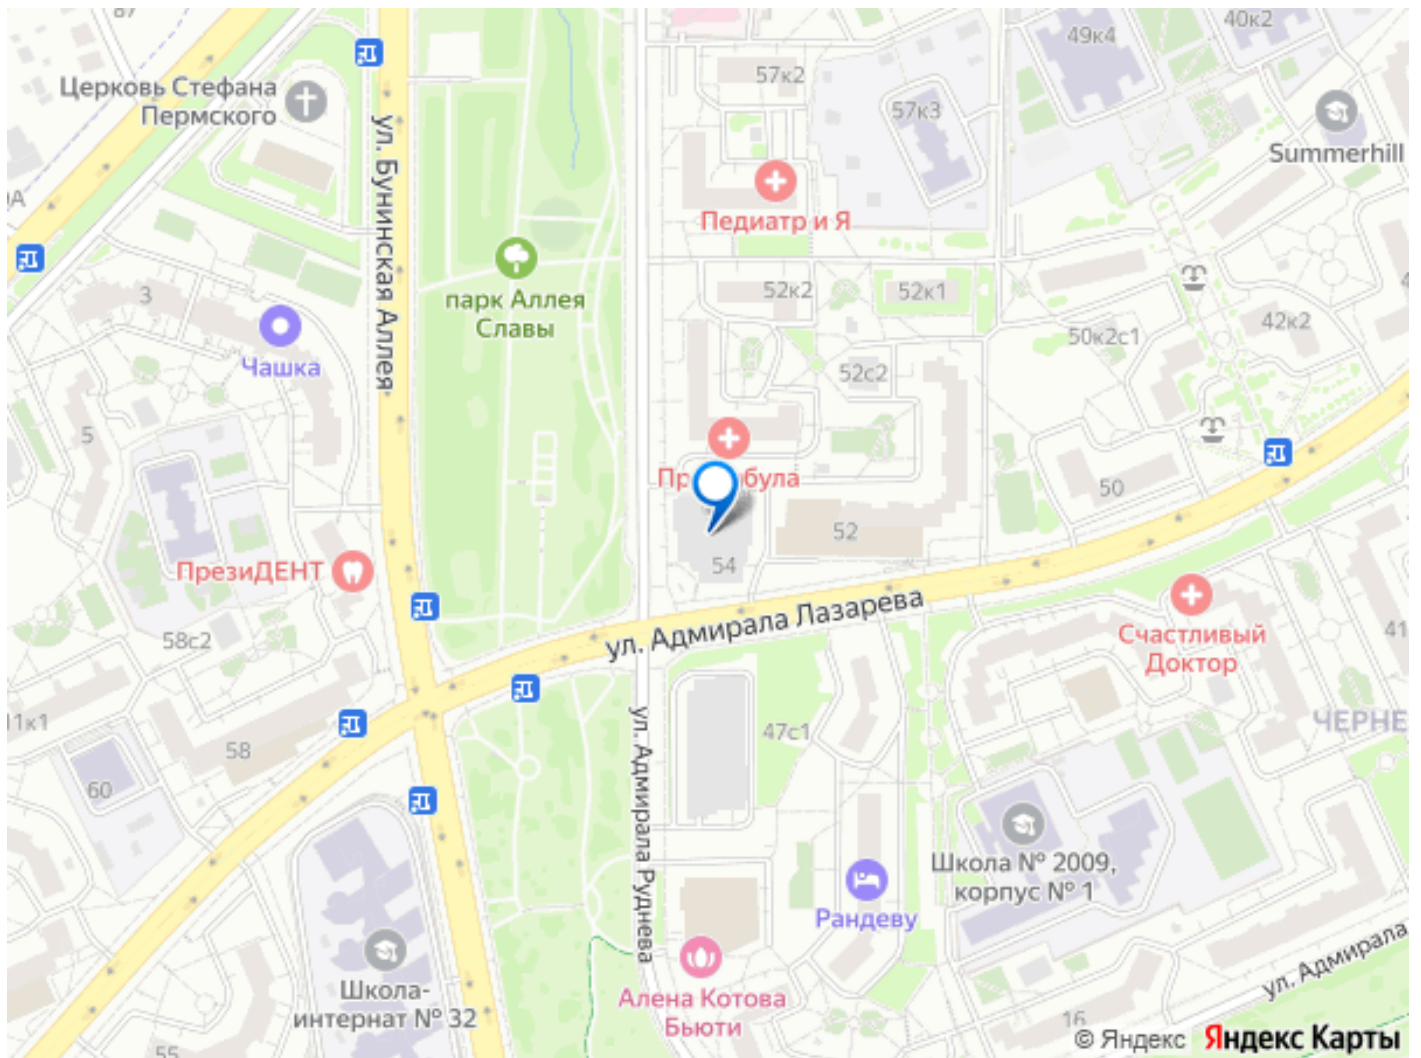 87
40к2
49к4
57к2
Церковь Стефана
Пермского
57к3
Summerhill
ул. Бунинская Аллея
Педиатр и Я
парк Аллея
Славы
3
52к2
52к1
42к2
50к2с1
Чашка
52с2
5
50
52
54
ПрезиДЕНТ
ул. Адмирала Лазарева
58с2
Счастливый
Доктор
41
11к1
ЧЕРНЕ
47с1
58
60
ул. Адмирала Руднева
Школа № 2009,
корпус № 1
Рандеву
ул. Адмирала
Школа-
интернат № 32
Алена Котова
Бьюти
16
55
© Яндекс Яндекс Карты